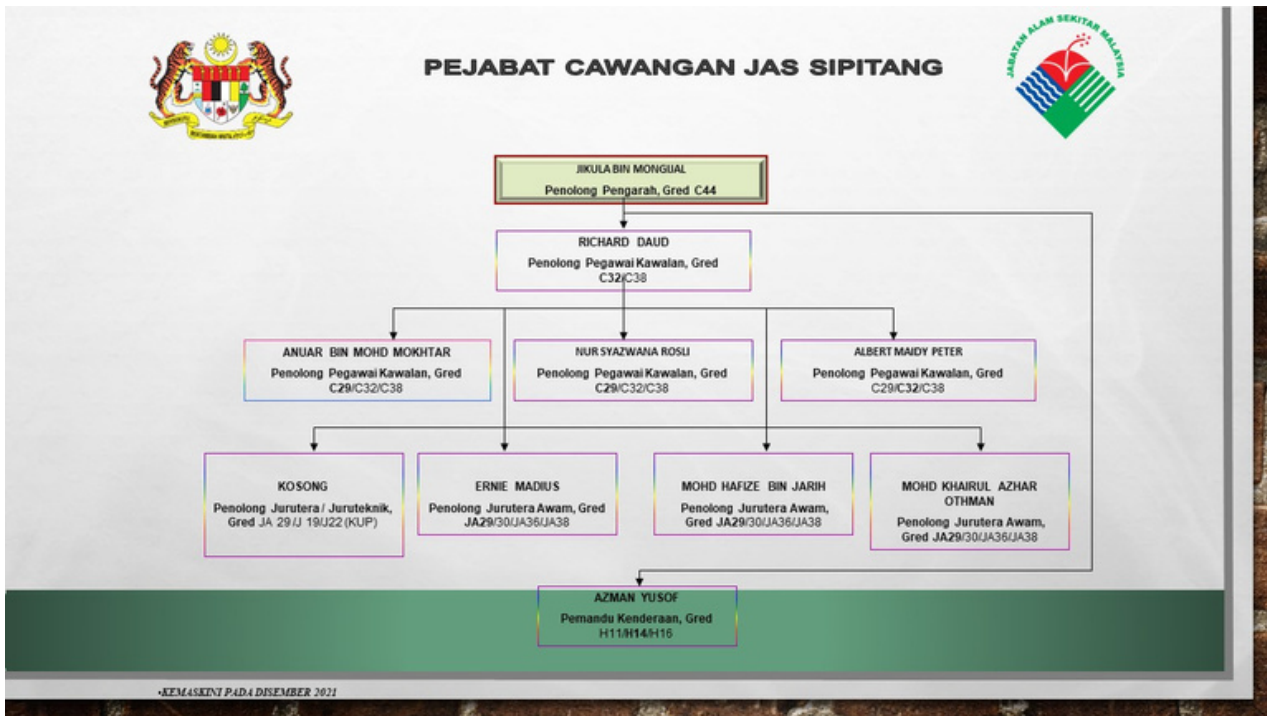 PEJABAT CAWANGAN JAS SIPITANG
JABATAN ALAM SEKITAR MALAYSIA
JIKULA BIN MONGUAL
Penolong Pengarah, Gred C44
RICHARD DAUD
Penolong Pegawai Kawalan, Gred
C32/C38
ANUAR BIN MOHD MOKHTAR
Penolong Pegawai Kawalan, Gred
C29/C32/C38
NUR SYAZWANA ROSLI
Penolong Pegawai Kawalan, Gred
C29/C32/C38
ALBERT MAIDY PETER
Penolong Pegawai Kawalan, Gred
C29/C32/C38
KOSONG
Penolong Jurutera / Juruteknik,
Gred JA 29 /J 19/J22 (KUP)
ERNIE MADIUS
Penolong Jurutera Awam, Gred
JA29/30/JA36/JA38
MOHD HAFIZE BIN JARIH
Penolong Jurutera Awam,
Gred JA29/30/JA36/JA38
MOHD KHAIRUL AZHAR
OTHMAN
Penolong Jurutera Awam,
Gred JA29/30/JA36/JA38
AZMAN YUSOF
Pemandu Kenderaan, Gred
H11/H14/H16
•KEMASKINI PADA DISEMBER 2021